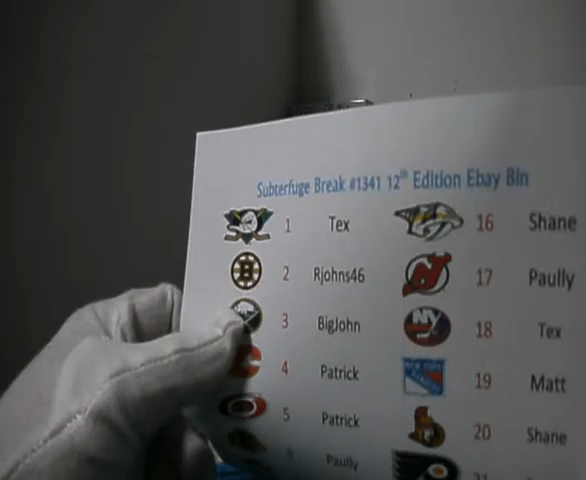 Subterfuge Break #1341 12th Edition Ebay Bin
1 Tex 16 Shane
2 Rjohns46 17 Paully
3 BigJohn 18 Tex
4 Patrick 19 Matt
5 Patrick 20 Shane
Paully